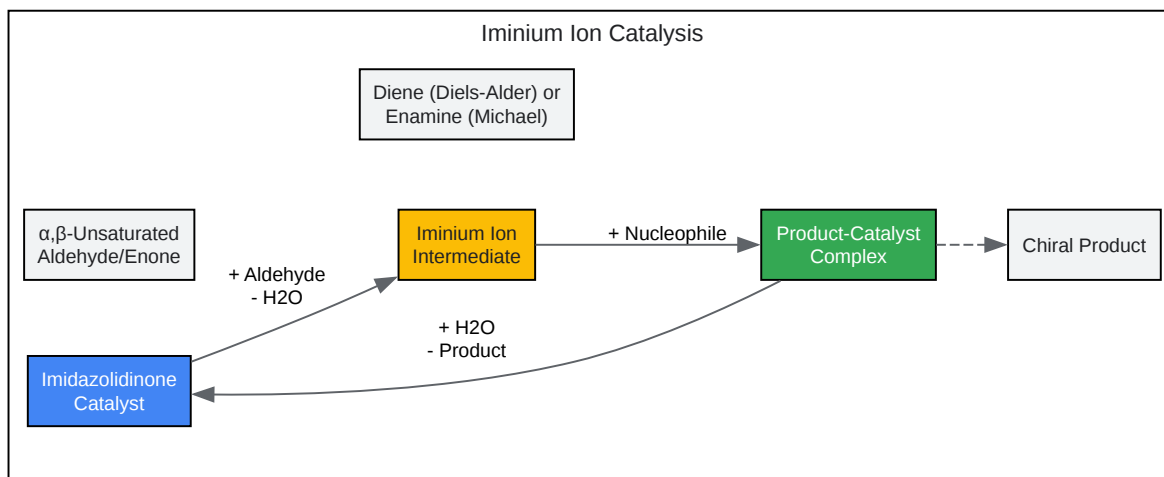 Iminium Ion Catalysis
Diene (Diels-Alder) or
Enamine (Michael)
α,β-Unsaturated
Aldehyde/Enone
Iminium Ion
Intermediate
+ Nucleophile
Product-Catalyst
Complex
Chiral Product
+ Aldehyde
- H2O
+ H2O
- Product
Imidazolidinone
Catalyst